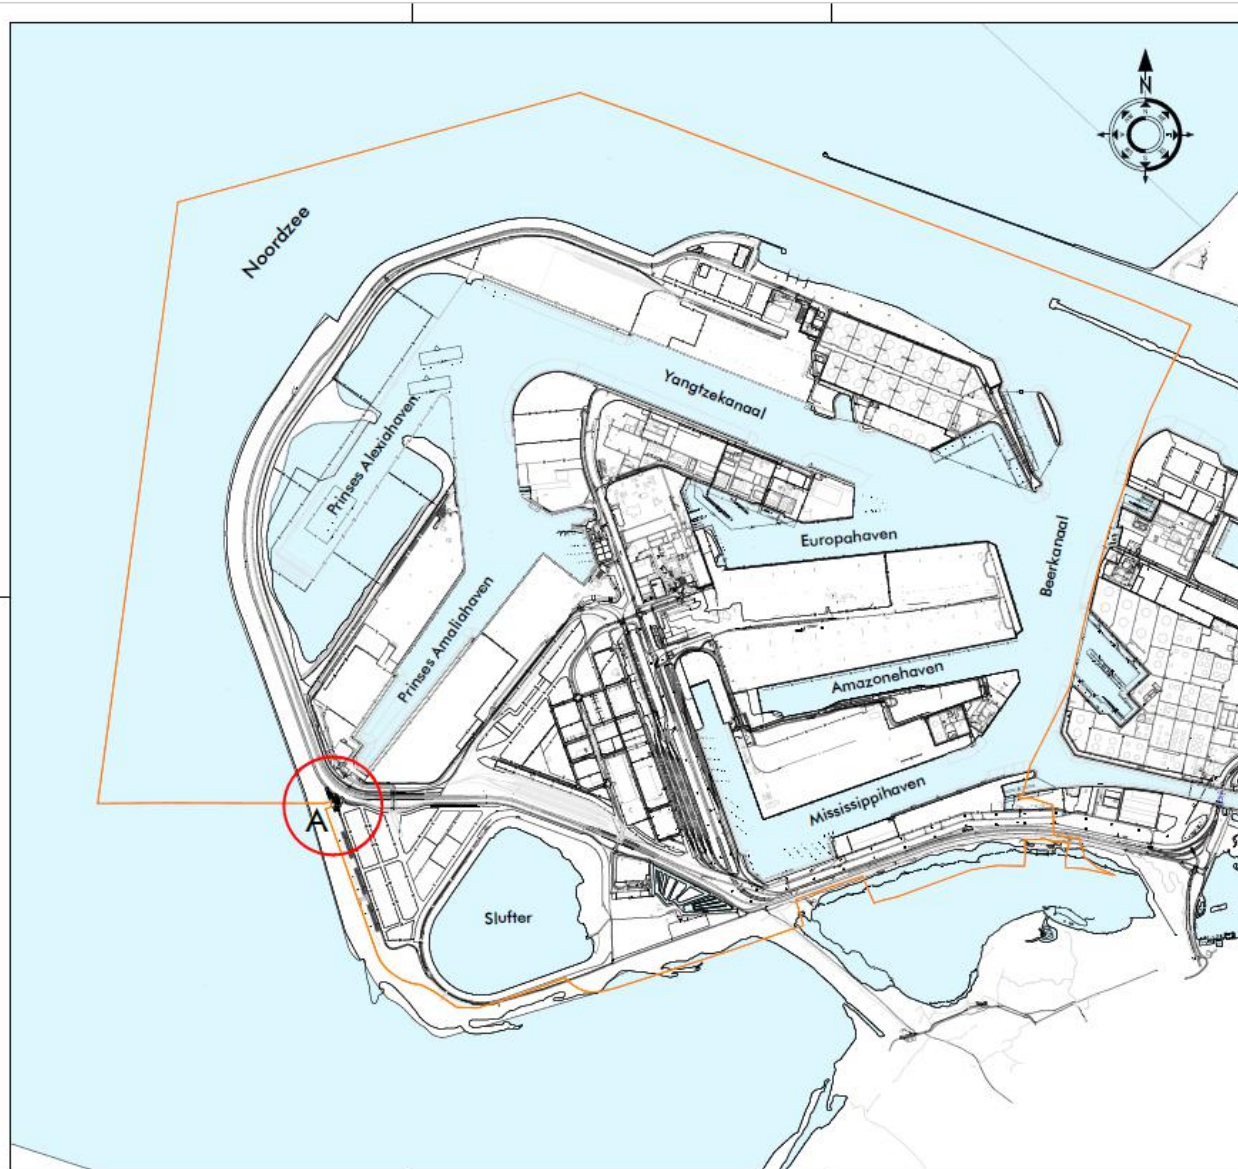 N
Noordzee
Yangtzekanaal
Prinses Alexiahaven
Europahaven
Beerkanaal
Prinses Amaliahaven
Amazonehaven
Mississippihaven
A
Slufter